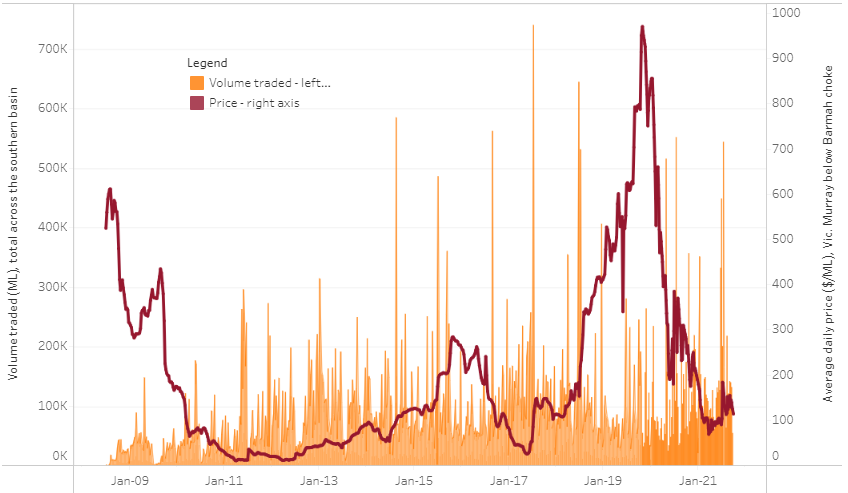 Legend
Volume traded - left...
Price - right axis
Volume traded (ML), total across the southern basin
700K
600K
500K
400K
300K
200K
100K
0K
1000
900
800
700
600
500
400
300
200
100
0
Average daily price ($/ML), Vic. Murray below Barmah choke
Jan-09
Jan-11
Jan-13
Jan-15
Jan-17
Jan-19
Jan-21